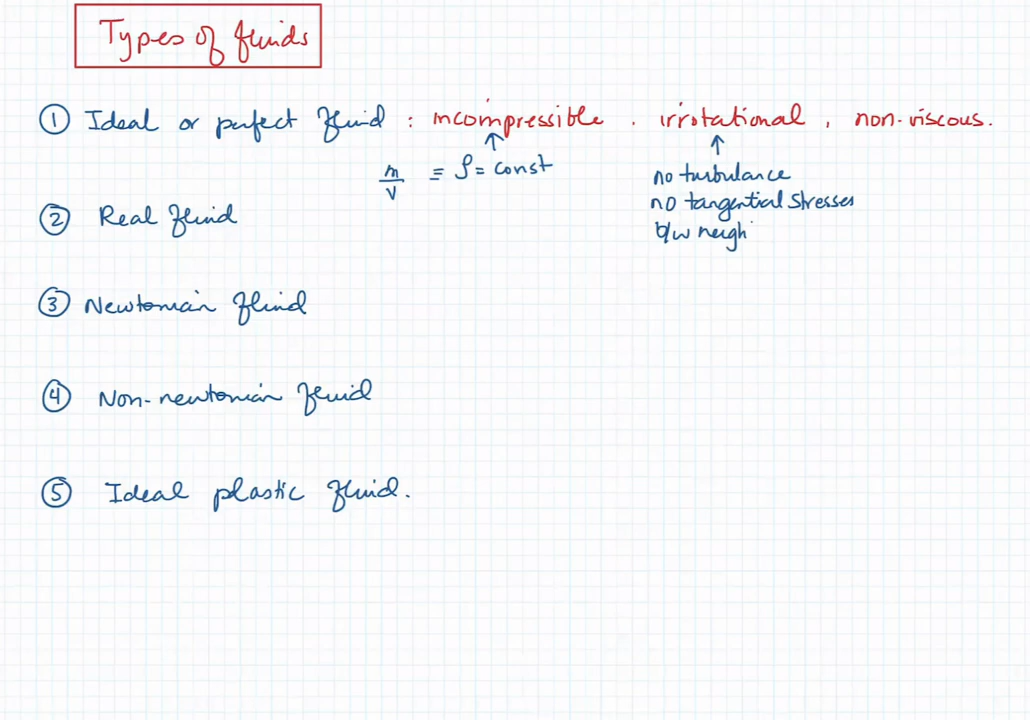 Types of fluids
① Ideal or perfect fluid : incompressible . irrotational , non-viscous.
m/v ≡ ρ = const
no turbulance
no tangential stresses
b/w neigh
② Real fluid
③ Newtonian fluid
④ Non-newtonian fluid
⑤ Ideal plastic fluid.